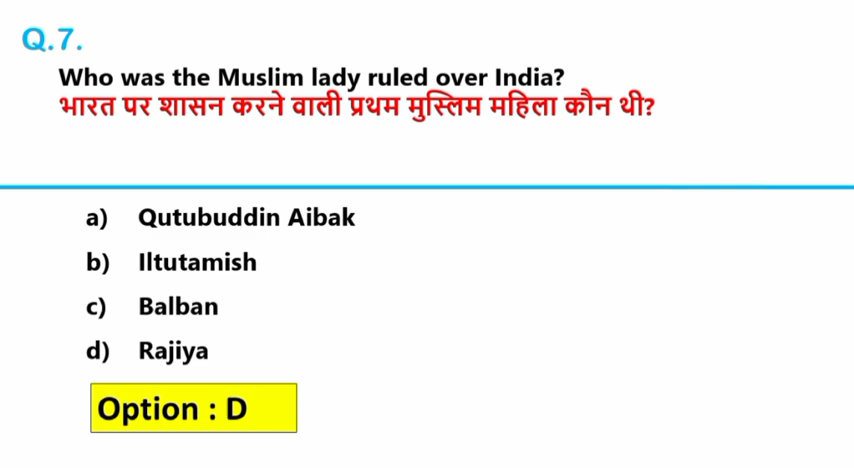 Q.7.
Who was the Muslim lady ruled over India?
भारत पर शासन करने वाली प्रथम मुस्लिम महिला कौन थी?
a) Qutubuddin Aibak
b) Iltutamish
c) Balban
d) Rajiya
Option : D